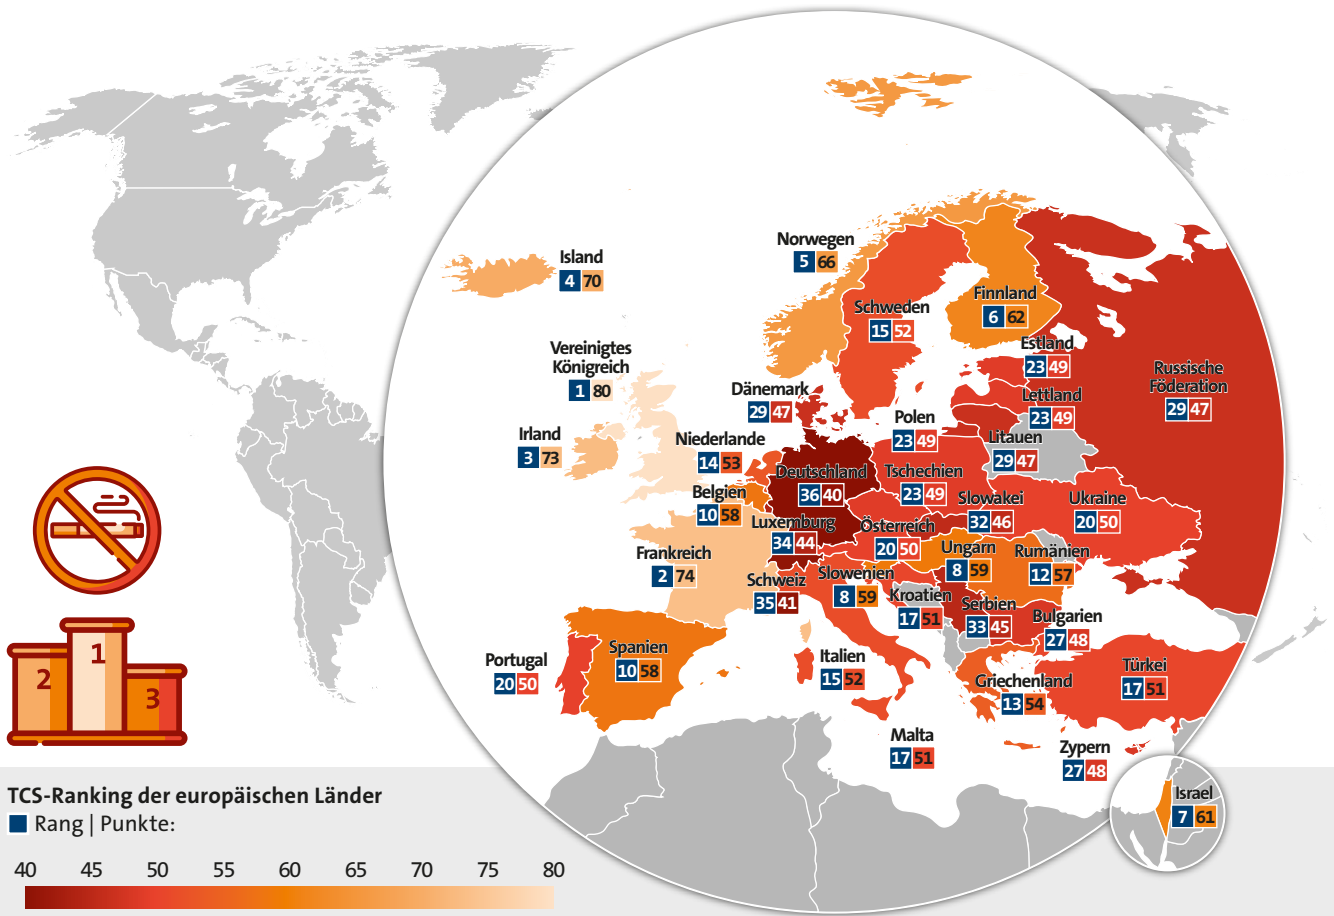 Island
4 70
Norwegen
5 66
Finnland
6 62
Schweden
15 52
Estland
23 49
Vereinigtes
Königreich
1 80
Russische
Föderation
29 47
Dänemark
29 47
Lettland
23 49
Polen
23 49
Irland
3 73
Niederlande
14 53
Litauen
29 47
Deutschland
36 40
Tschechien
23 49
Belgien
10 58
Slowakei
32 46
Ukraine
20 50
Luxemburg
34 44
Österreich
20 50
Frankreich
2 74
Ungarn
8 59
Rumänien
12 57
Schweiz
35 41
Slowenien
8 59
Kroatien
17 51
Serbien
33 45
Bulgarien
27 48
Spanien
10 58
Portugal
20 50
Italien
15 52
Türkei
17 51
Griechenland
13 54
Malta
17 51
Zypern
27 48
Israel
7 61
1
2
3
TCS-Ranking der europäischen Länder
Rang | Punkte:
40 45 50 55 60 65 70 75 80